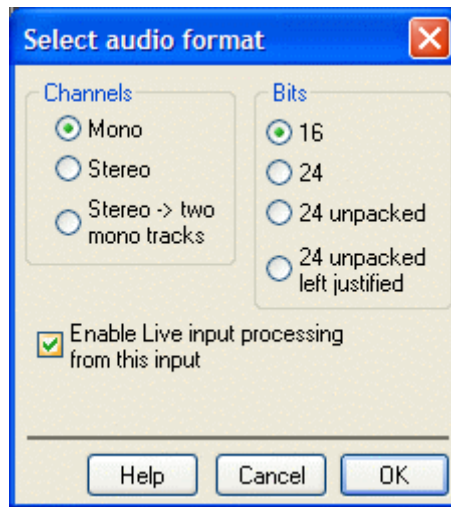 Select audio format
Channels
Mono
Stereo
Stereo -> two
mono tracks
Bits
16
24
24 unpacked
24 unpacked
left justified
Enable Live input processing
from this input
Help
Cancel
OK